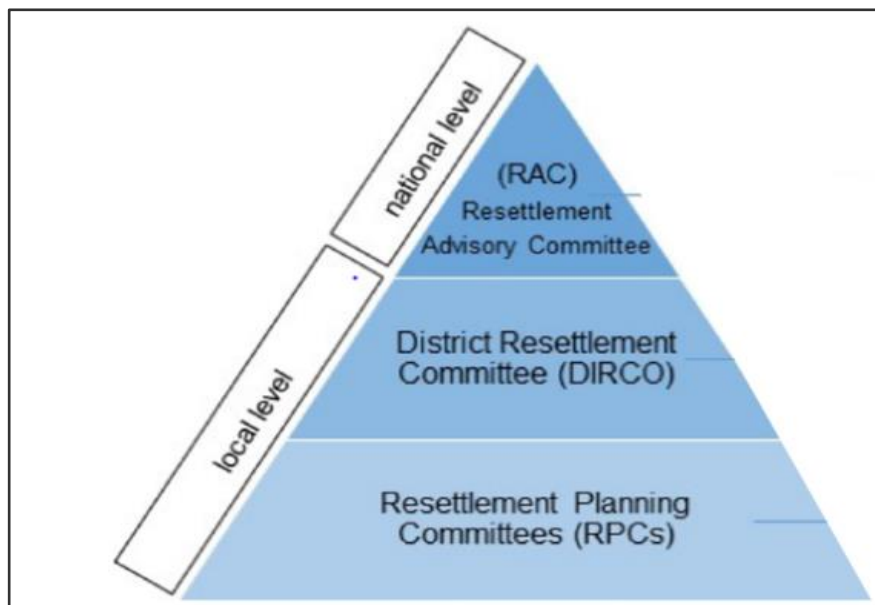 national level
(RAC)
Resettlement
Advisory Committee
local level
District Resettlement
Committee (DIRCO)
Resettlement Planning
Committees (RPCs)